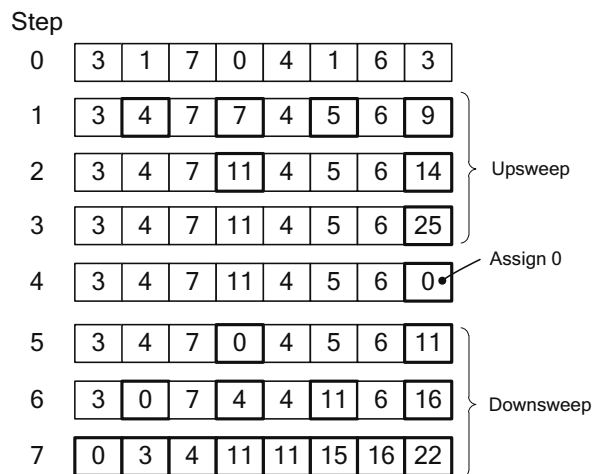 Step
0 3 1 7 0 4 1 6 3
1 3 4 7 7 4 5 6 9
2 3 4 7 11 4 5 6 14
Upsweep
3 3 4 7 11 4 5 6 25
Assign 0
4 3 4 7 11 4 5 6 0
5 3 4 7 0 4 5 6 11
6 3 0 7 4 4 11 6 16
Downsweep
7 0 3 4 11 11 15 16 22